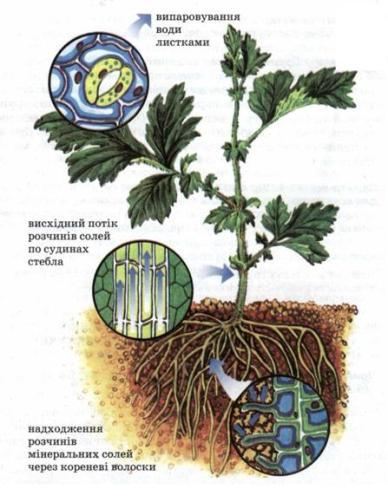 випаровування
води
листками
висхідний потік
розчинів солей
по судинах
стебла
надходження
розчинів
мінеральних солей
через кореневі волоски